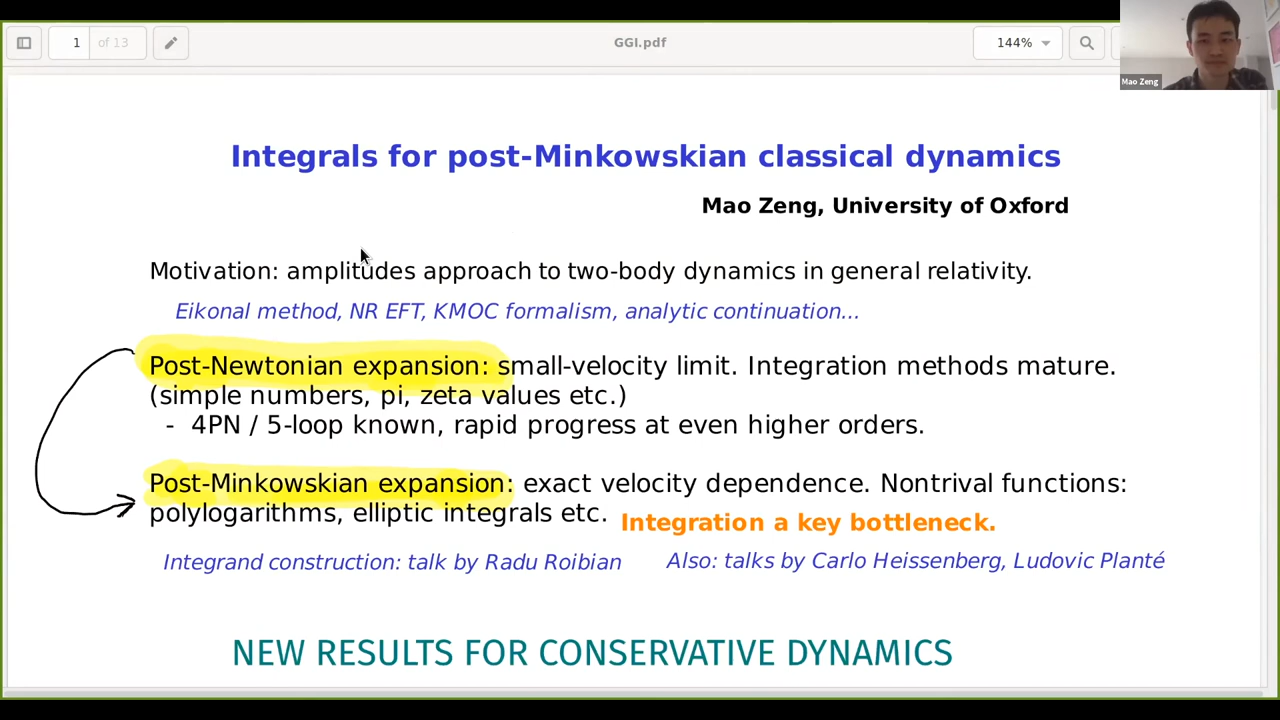 1 of 13
GGI.pdf
144%
Mao Zeng
Integrals for post-Minkowskian classical dynamics
Mao Zeng, University of Oxford
Motivation: amplitudes approach to two-body dynamics in general relativity.
Eikonal method, NR EFT, KMOC formalism, analytic continuation...
Post-Newtonian expansion: small-velocity limit. Integration methods mature.
(simple numbers, pi, zeta values etc.)
- 4PN / 5-loop known, rapid progress at even higher orders.
Post-Minkowskian expansion: exact velocity dependence. Nontrival functions:
polylogarithms, elliptic integrals etc. Integration a key bottleneck.
Integrand construction: talk by Radu Roibian Also: talks by Carlo Heissenberg, Ludovic Planté
NEW RESULTS FOR CONSERVATIVE DYNAMICS